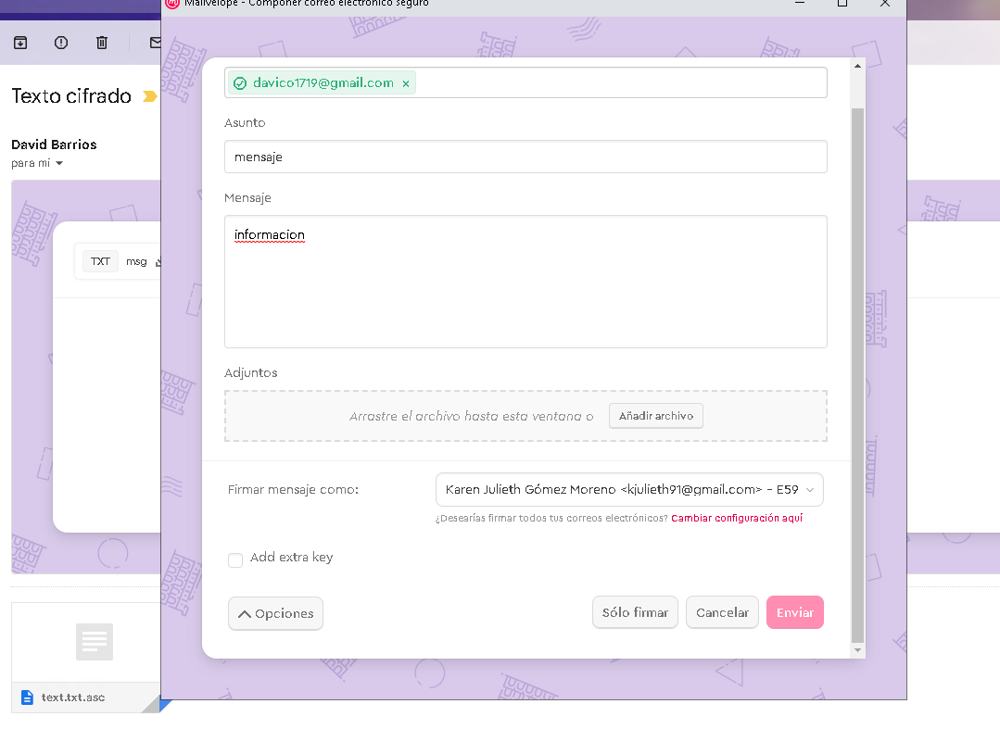 Mailvelope - Componer correo electrónico seguro
Texto cifrado
David Barrios
para mí
TXT msg
text.txt.asc
davico1719@gmail.com ×
Asunto
mensaje
Mensaje
informacion
Adjuntos
Arrastre el archivo hasta esta ventana o Añadir archivo
Firmar mensaje como: Karen Julieth Gómez Moreno <kjulieth91@gmail.com> - E59
¿Desearías firmar todos tus correos electrónicos? Cambiar configuración aquí
Add extra key
Opciones Sólo firmar Cancelar Enviar